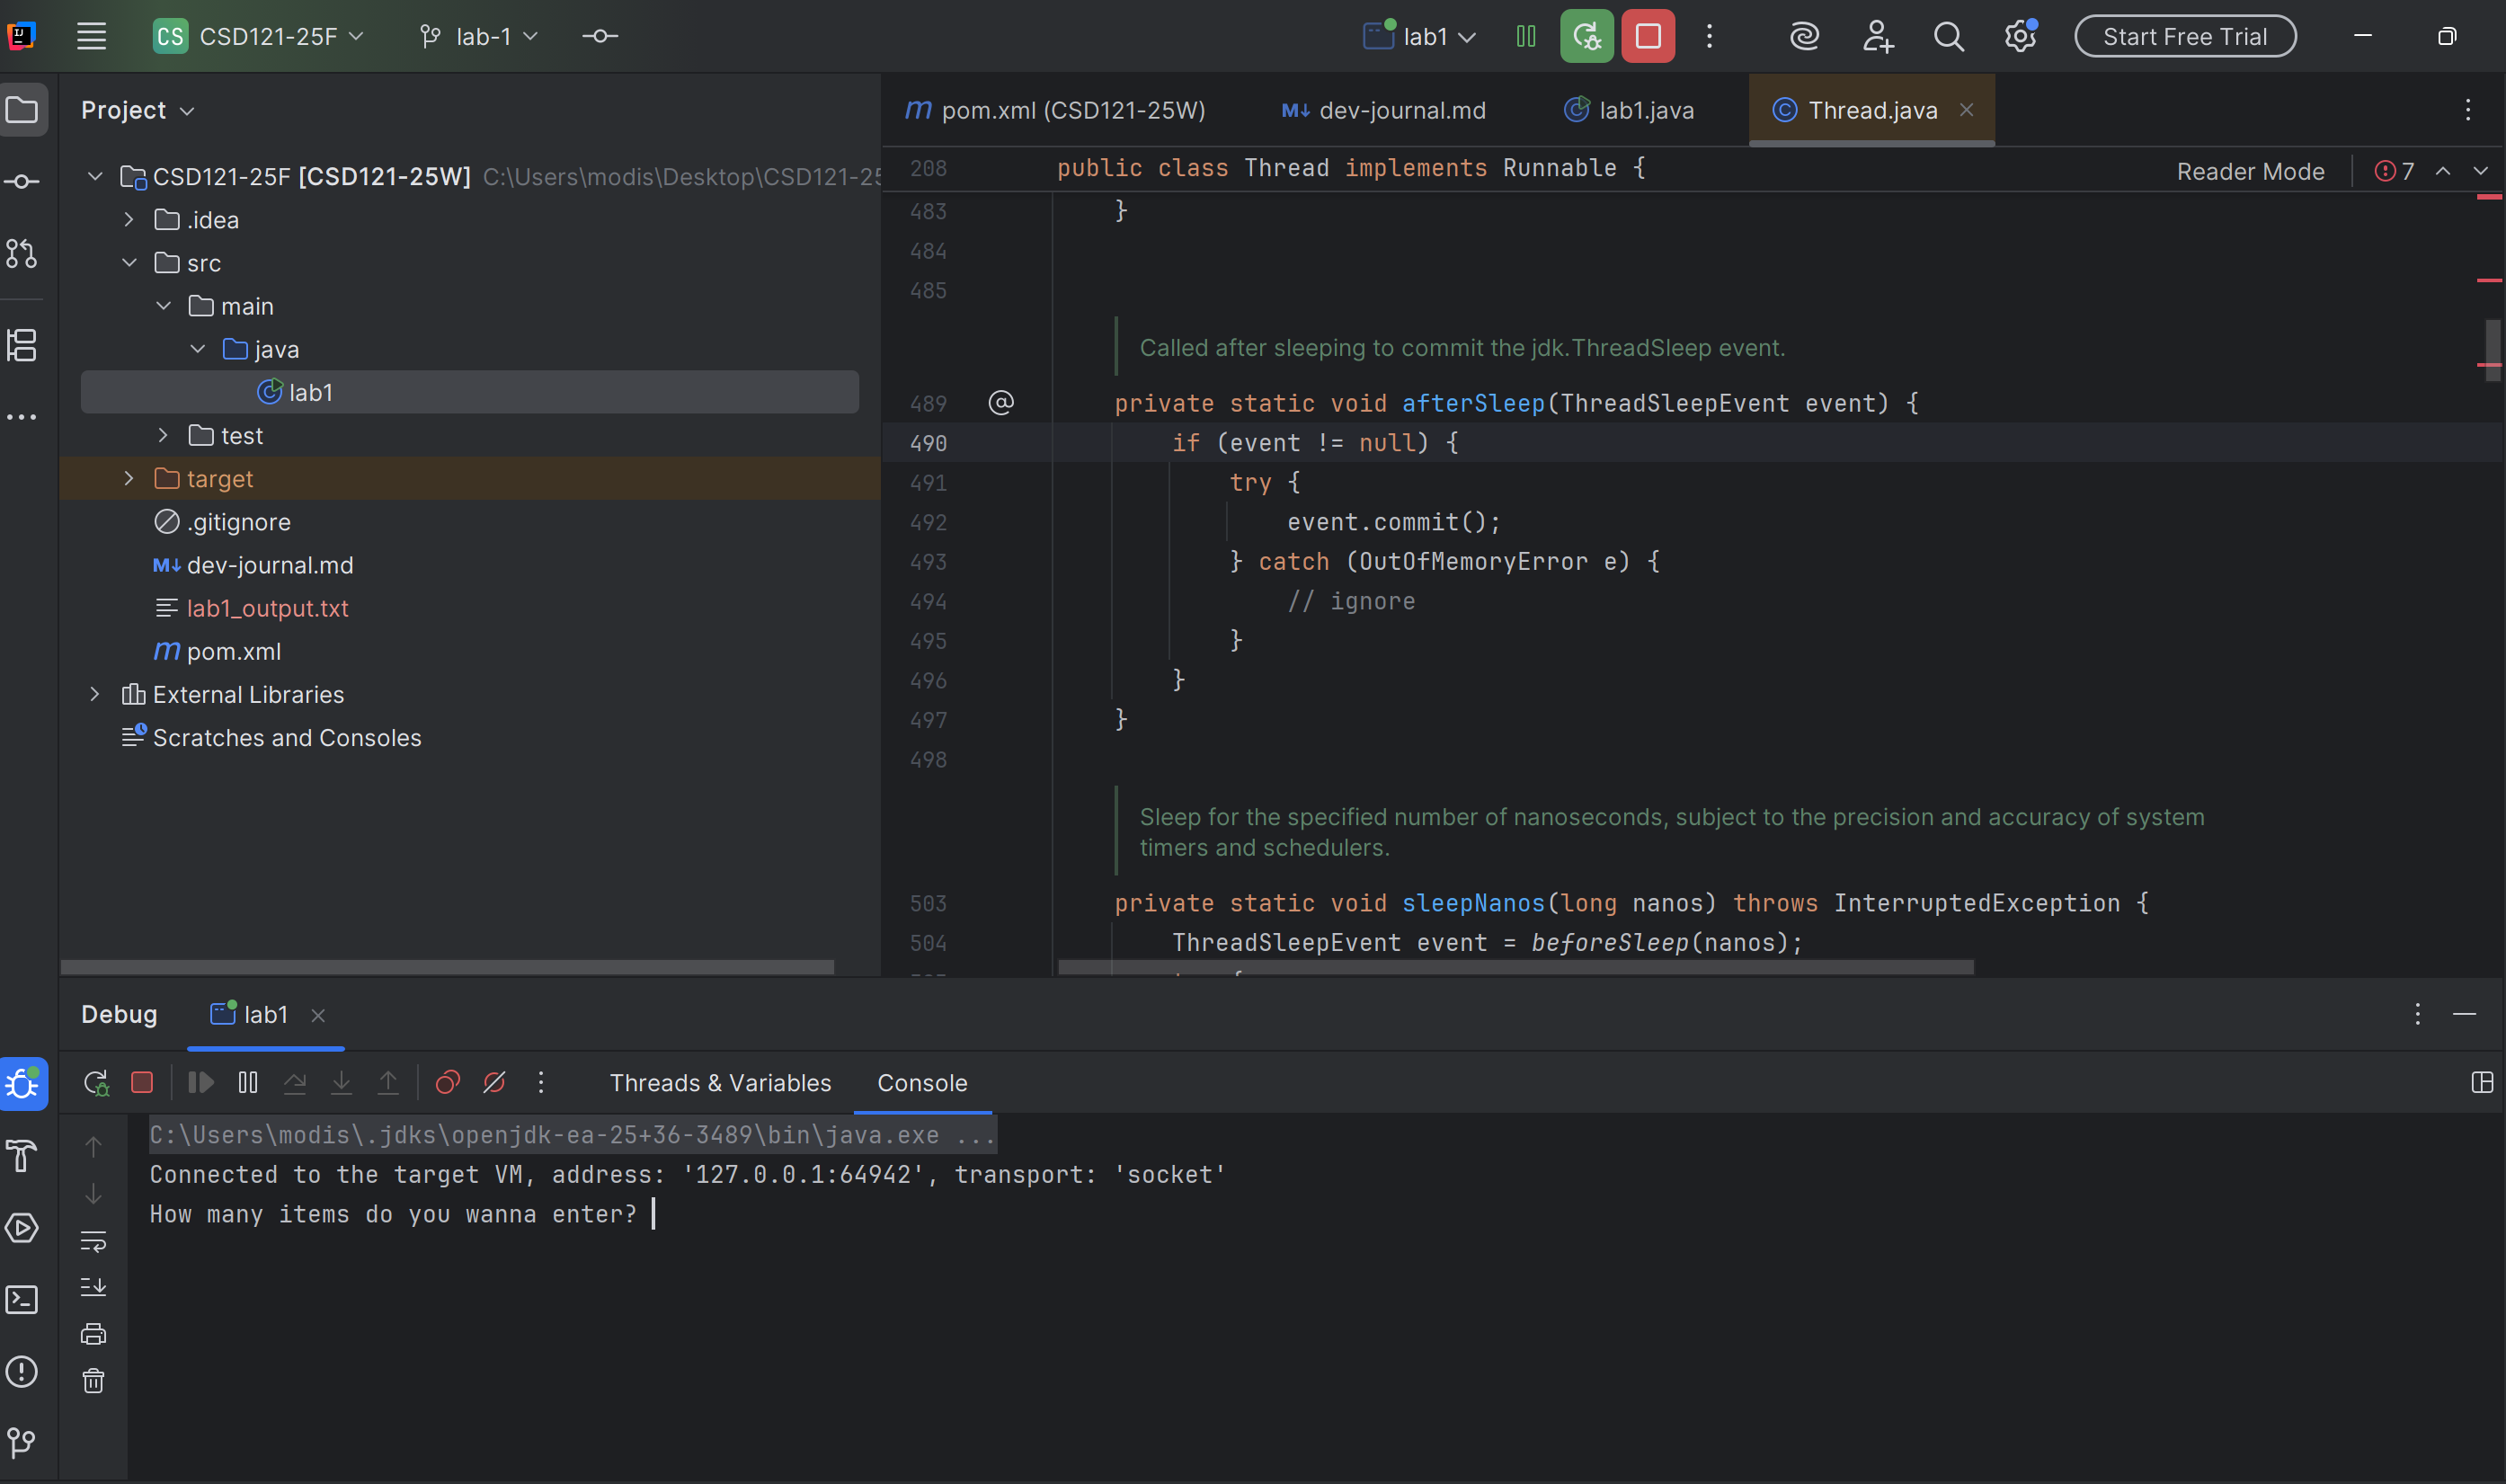 CS CSD121-25F lab-1 lab1 Start Free Trial
Project
CSD121-25F [CSD121-25W] C:\Users\modis\Desktop\CSD121-25
.idea
src
main
java
lab1
test
target
.gitignore
M↓ dev-journal.md
lab1_output.txt
m pom.xml
External Libraries
Scratches and Consoles
m pom.xml (CSD121-25W) M↓ dev-journal.md lab1.java Thread.java
208 public class Thread implements Runnable {
Reader Mode 7
483 }
484
485
Called after sleeping to commit the jdk.ThreadSleep event.
489 @ private static void afterSleep(ThreadSleepEvent event) {
490 if (event != null) {
491 try {
492 event.commit();
493 } catch (OutOfMemoryError e) {
494 // ignore
495 }
496 }
497 }
498
Sleep for the specified number of nanoseconds, subject to the precision and accuracy of system
timers and schedulers.
503 private static void sleepNanos(long nanos) throws InterruptedException {
504 ThreadSleepEvent event = beforeSleep(nanos);
Debug lab1
Threads & Variables Console
C:\Users\modis\.jdks\openjdk-ea-25+36-3489\bin\java.exe ...
Connected to the target VM, address: '127.0.0.1:64942', transport: 'socket'
How many items do you wanna enter?